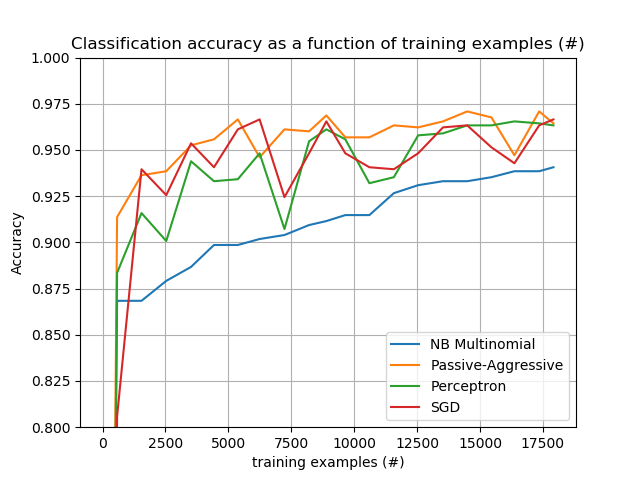 Classification accuracy as a function of training examples (#)
1.000
0.975
0.950
0.925
0.900
0.875
0.850
0.825
0.800
Accuracy
NB Multinomial
Passive-Aggressive
Perceptron
SGD
0 2500 5000 7500 10000 12500 15000 17500
training examples (#)